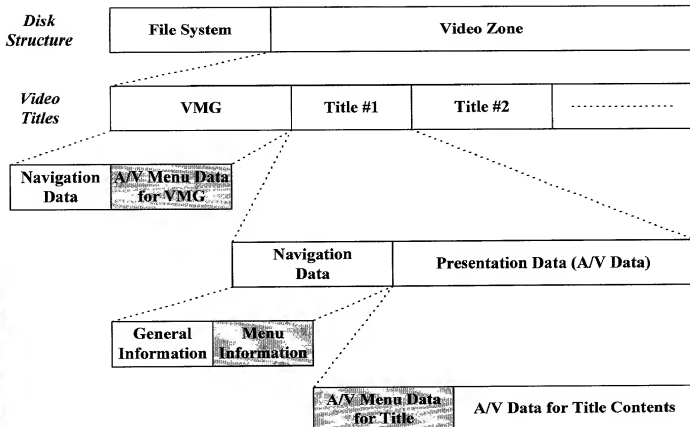 Disk
Structure
File System
Video Zone
Video
Titles
VMG
Title #1
Title #2
Navigation
Data
A/V Menu Data
for VMG
Navigation
Data
Presentation Data (A/V Data)
General
Information
Menu
Information
A/V Menu Data
for Title
A/V Data for Title Contents